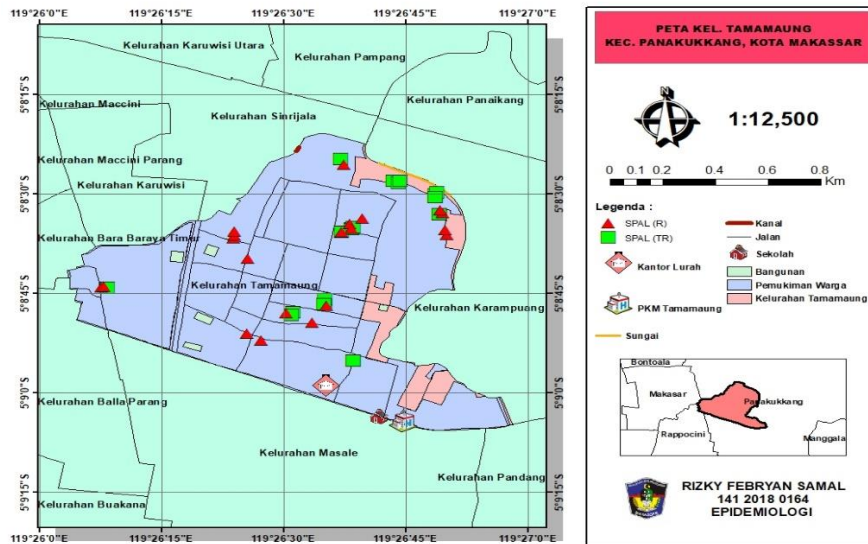 119°26'0"E 119°26'15"E 119°26'30"E 119°26'45"E 119°27'0"E
Kelurahan Karuwisi Utara
Kelurahan Pampang
5°8'15"S
5°8'15"S
Kelurahan Panaikang
Kelurahan Maccini
Kelurahan Sinrijala
Kelurahan Maccini Parang
Kelurahan Karuwisi
5°8'30"S
5°8'30"S
Kelurahan Bara Baraya Timur
Kelurahan Tamamaung
5°8'45"S
5°8'45"S
Kelurahan Karampuang
5°9'0"S
5°9'0"S
Kelurahan Balla Parang
Kelurahan Masale
Kelurahan Pandang
5°9'15"S
5°9'15"S
Kelurahan Buakana
119°26'0"E 119°26'15"E 119°26'30"E 119°26'45"E 119°27'0"E
PETA KEL. TAMAMAUNG
KEC. PANAKUKKANG, KOTA MAKASSAR
1:12,500
0 0.1 0.2 0.4 0.6 0.8
Km
Legenda :
SPAL (R)
SPAL (TR)
Kantor Lurah
PKM Tamamaung
Sungai
Kanal
Jalan
Sekolah
Bangunan
Pemukiman Warga
Kelurahan Tamamaung
Bontoala
Makasar
Panakukkang
Rappocini
Manggala
RIZKY FEBRYAN SAMAL
141 2018 0164
EPIDEMIOLOGI